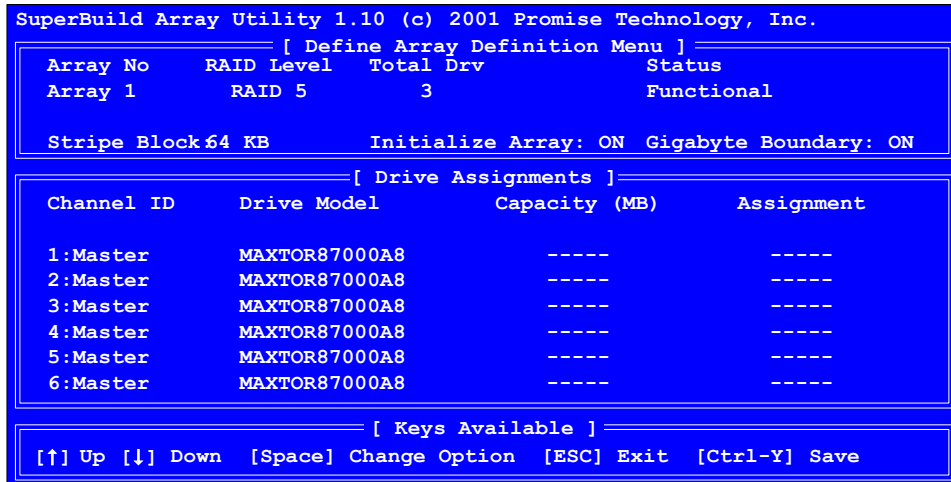 SuperBuild Array Utility 1.10 (c) 2001 Promise Technology, Inc.
[ Define Array Definition Menu ]
Array No RAID Level Total Drv Status
Array 1 RAID 5 3 Functional
Stripe Block:64 KB Initialize Array: ON Gigabyte Boundary: ON
[ Drive Assignments ]
Channel ID Drive Model Capacity (MB) Assignment
1:Master MAXTOR87000A8 ----- -----
2:Master MAXTOR87000A8 ----- -----
3:Master MAXTOR87000A8 ----- -----
4:Master MAXTOR87000A8 ----- -----
5:Master MAXTOR87000A8 ----- -----
6:Master MAXTOR87000A8 ----- -----
[ Keys Available ]
[↑] Up [↓] Down [Space] Change Option [ESC] Exit [Ctrl-Y] Save